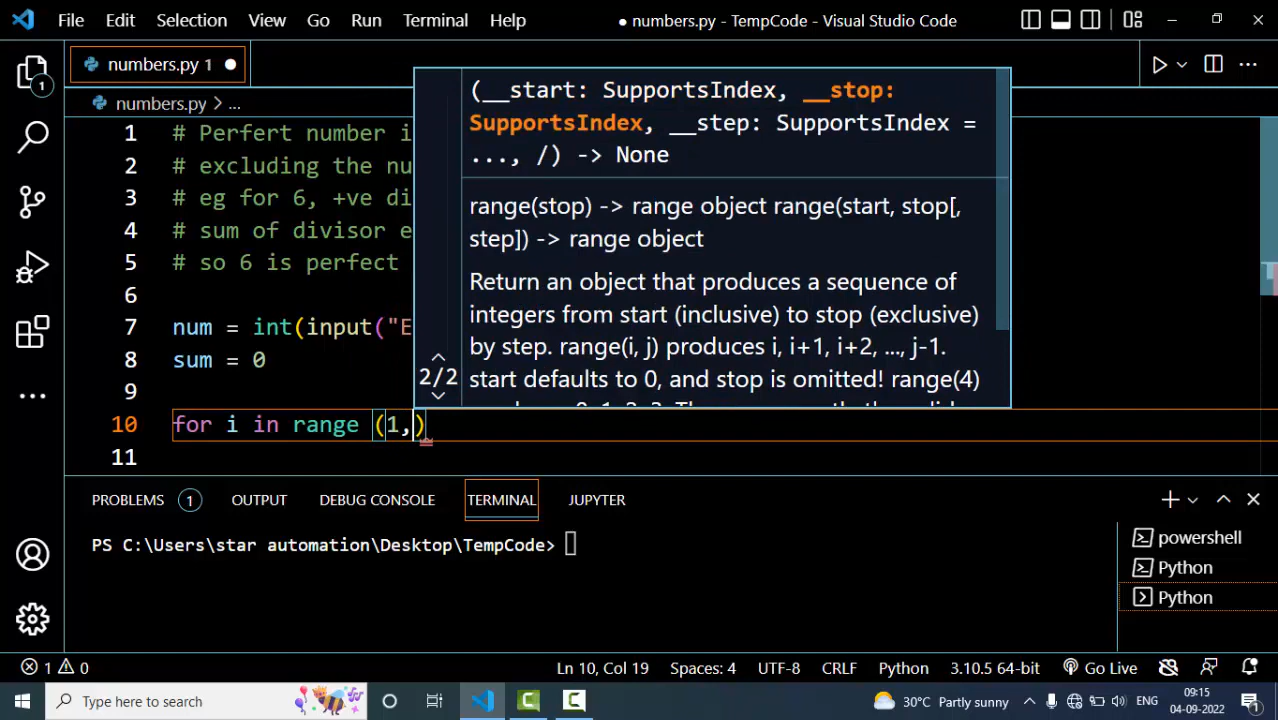 File Edit Selection View Go Run Terminal Help ● numbers.py - TempCode - Visual Studio Code
numbers.py 1
numbers.py > ...
1 # Perfert number i
2 # excluding the nu
3 # eg for 6, +ve di
4 # sum of divisor e
5 # so 6 is perfect
6
7 num = int(input("E
8 sum = 0
9
10 for i in range (1,)
11
(__start: SupportsIndex, __stop:
SupportsIndex, __step: SupportsIndex =
..., /) -> None
range(stop) -> range object range(start, stop[,
step]) -> range object
Return an object that produces a sequence of
integers from start (inclusive) to stop (exclusive)
by step. range(i, j) produces i, i+1, i+2, ..., j-1.
start defaults to 0, and stop is omitted! range(4)
2/2
1
PROBLEMS 1 OUTPUT DEBUG CONSOLE TERMINAL JUPYTER
PS C:\Users\star automation\Desktop\TempCode>
powershell
Python
Python
1 0 Ln 10, Col 19 Spaces: 4 UTF-8 CRLF Python 3.10.5 64-bit Go Live
Type here to search 30°C Partly sunny ENG 09:15
04-09-2022
1